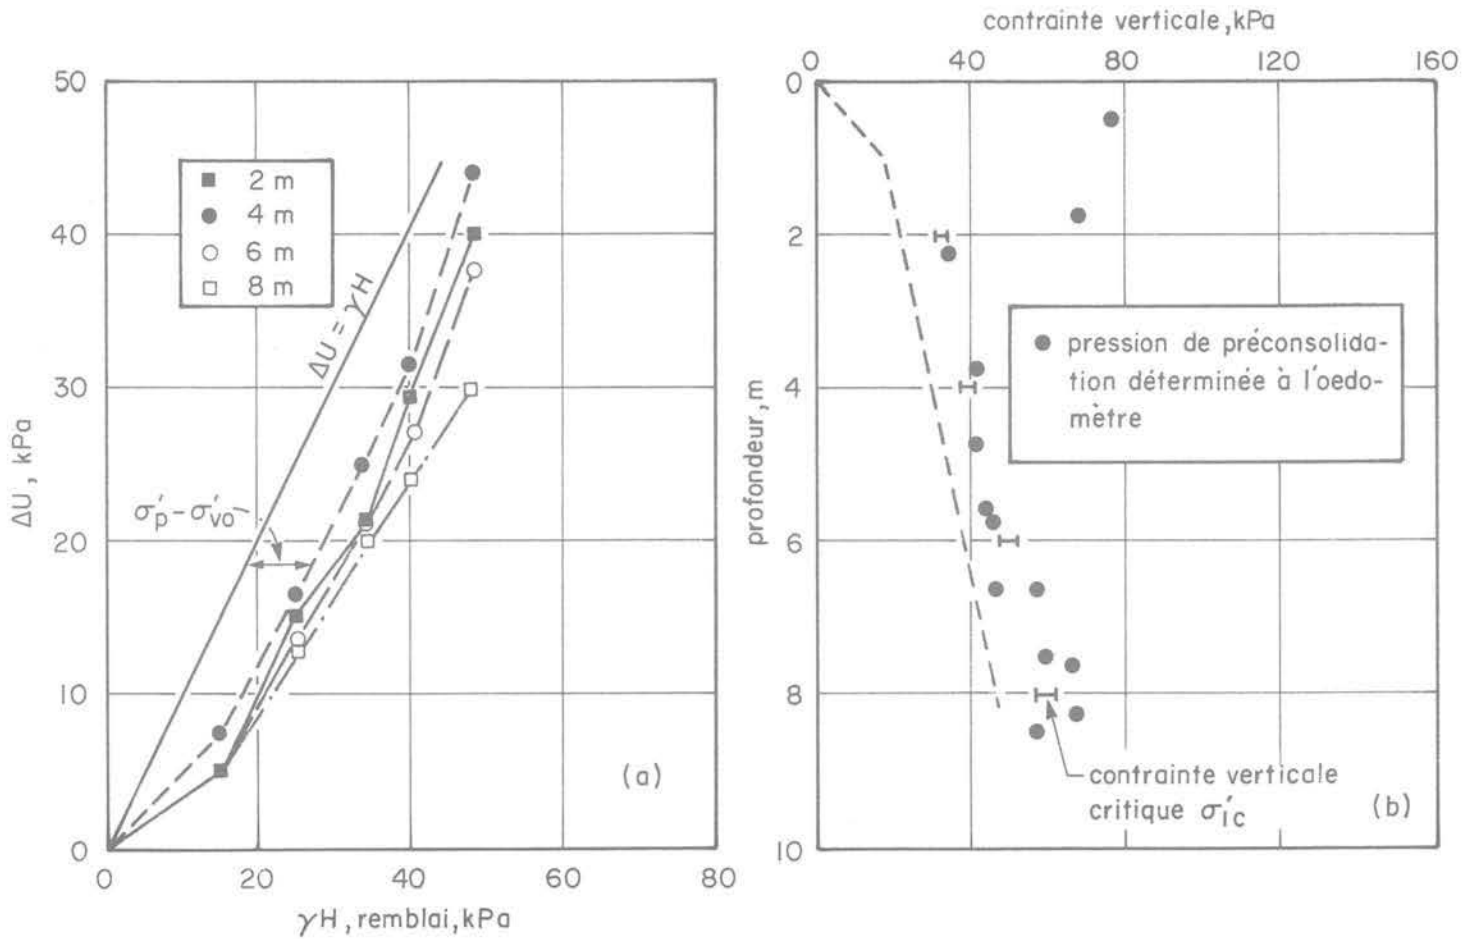 50
40
30
20
10
0
ΔU, kPa
2 m
4 m
6 m
8 m
ΔU = γH
σ'p - σ'vo
(a)
0
20
40
60
80
γH, remblai, kPa
contrainte verticale, kPa
0
40
80
120
160
0
2
4
6
8
10
profondeur, m
pression de préconsolida-
tion déterminée à l'oedo-
mètre
contrainte verticale
critique σ'ıc
(b)